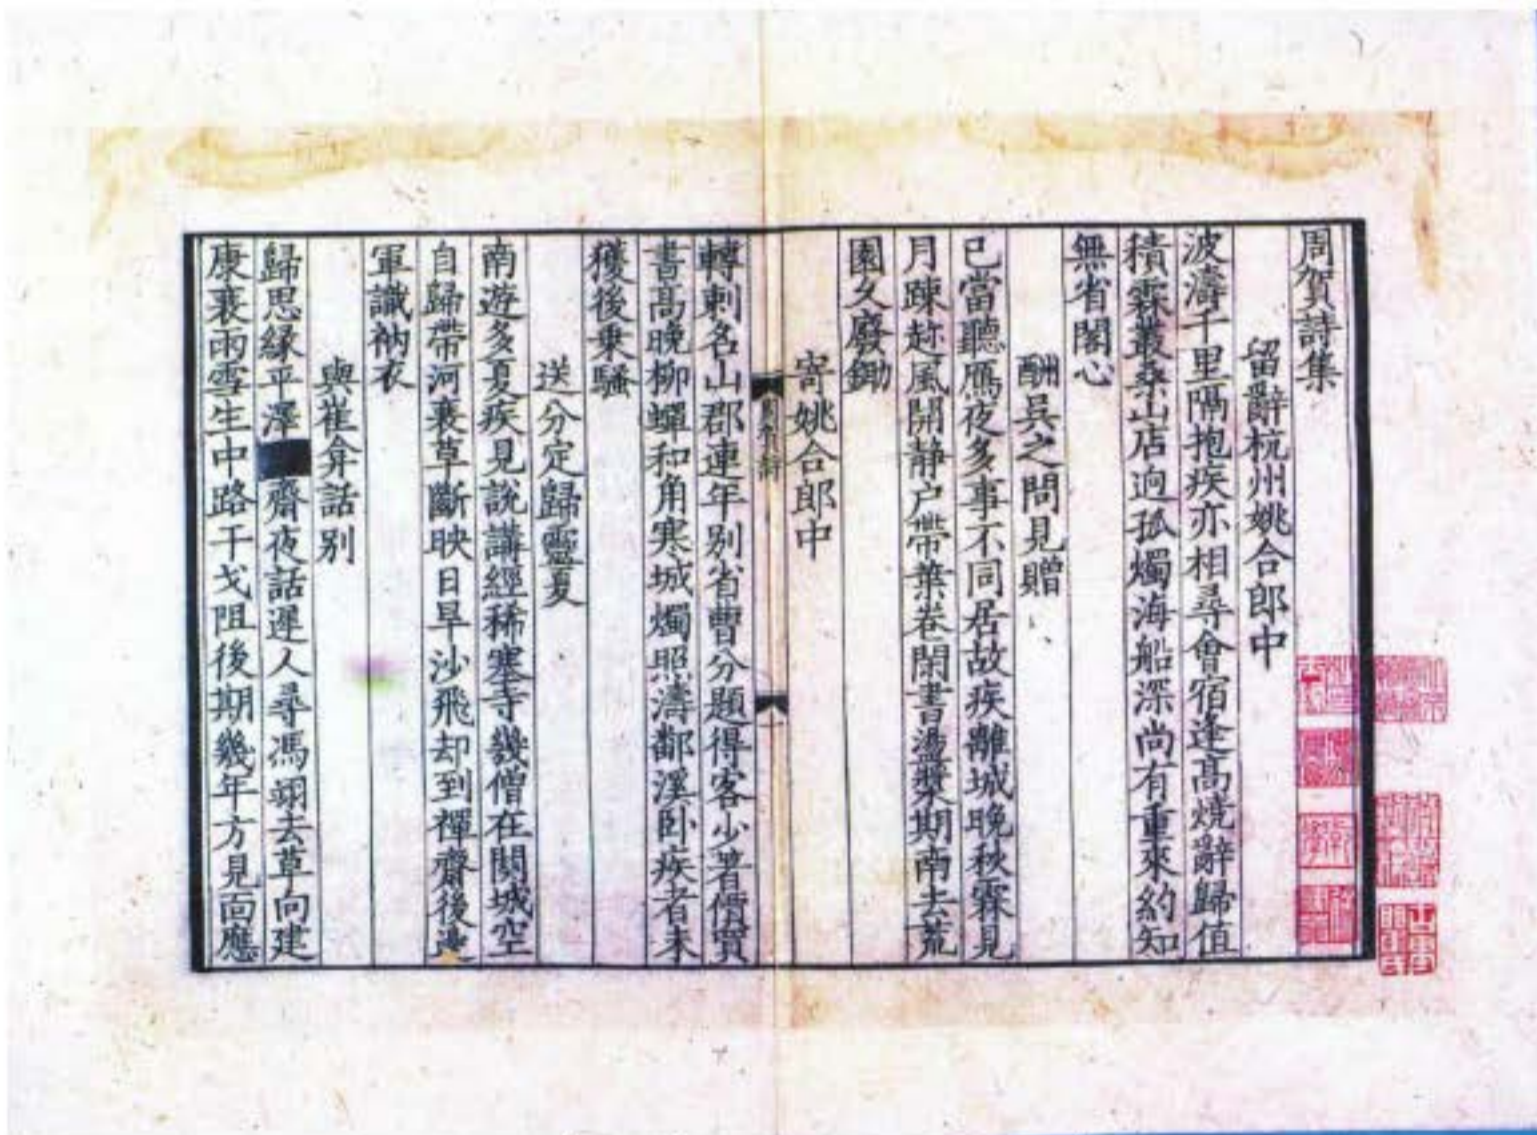 周賀詩集
留辭杭州姚合郎中
波濤千里隔抱疾亦相尋會宿逢高燒辭歸值
積霖叢桑山店逈孤燭海船深尚有重來約知
無省閣心
酬吳之問見贈
已當聽鴈夜多事不同居故疾離城晚秋霖見
月踈趂風開静户帶葉卷閑書盪槳期南去荒
園久廢鋤
寄姚合郎中
轉刺名山郡連年別省曹分題得客少著價買
書高晚柳蟬和角寒城燭照濤鄱溪卧疾者未
獲後乗騷
送分定歸靈夏
南遊多夏疾見說講經稀塞寺幾僧在關城空
自歸帶河衰草斷映日旱沙飛却到禪齋後邊
軍識衲衣
與崔弇話別
歸思緣平澤齋夜話遲人尋馮翊去草向建
康衰雨雪生中路干戈阻後期幾年方見面應